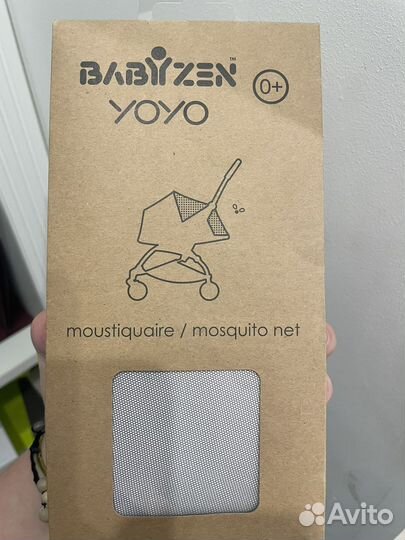 BABYZEN™
YOYO
0+
moustiquaire / mosquito net
Avito